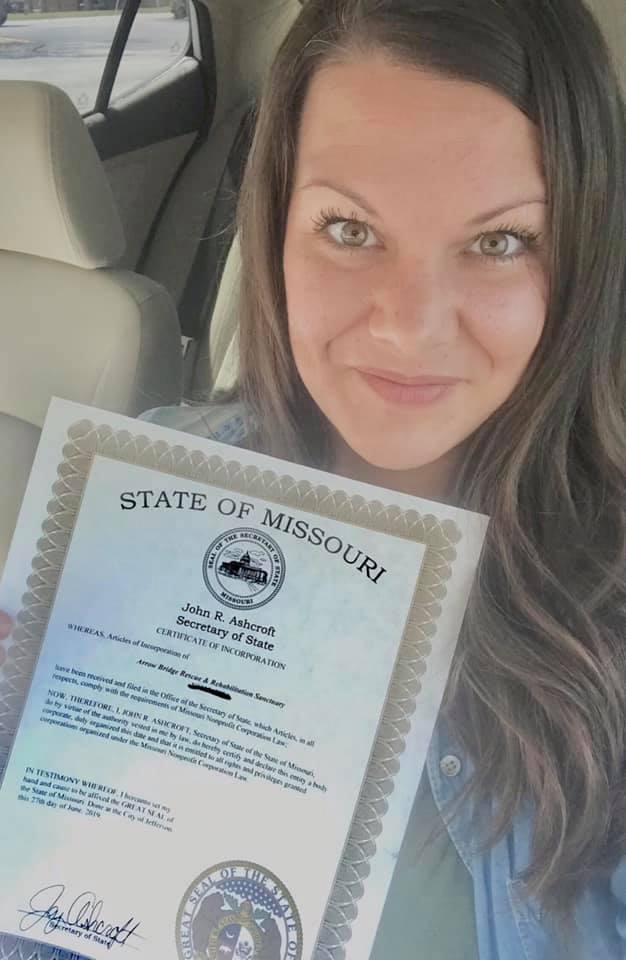 STATE OF MISSOURI
SEAL OF THE SECRETARY OF STATE
MISSOURI
John R. Ashcroft
Secretary of State
CERTIFICATE OF INCORPORATION
WHEREAS, Articles of Incorporation of
Arrow Bridge Rescue & Rehabilitation Sanctuary
have been received and filed in the Office of the Secretary of State, which Articles, in all
respects, comply with the requirements of Missouri Nonprofit Corporation Law;
NOW, THEREFORE, I, JOHN R. ASHCROFT, Secretary of State of the State of Missouri,
do by virtue of the authority vested in me by law, do hereby certify and declare this entity a body
corporate, duly organized this date and that it is entitled to all rights and privileges granted
corporations organized under the Missouri Nonprofit Corporation Law.
IN TESTIMONY WHEREOF, I hereunto set my
hand and cause to be affixed the GREAT SEAL of
the State of Missouri. Done at the City of Jefferson,
this 27th day of June, 2019.
Jay Ashcroft
Secretary of State
GREAT SEAL OF THE STATE OF